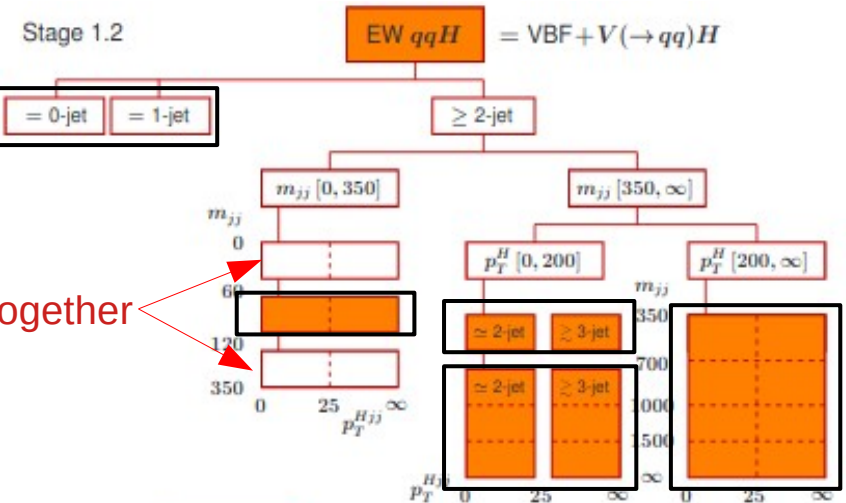 Stage 1.2
EW qqH = VBF+V(→qq)H
= 0-jet = 1-jet ≥ 2-jet
m_jj [0, 350] m_jj [350, ∞]
m_jj
0
p_T^H [0, 200] p_T^H [200, ∞]
60
m_jj
ogether
350
≃ 2-jet ≳ 3-jet
120
700
350
≃ 2-jet ≳ 3-jet
0 25 ∞
1000
p_T^Hjj
1500
∞
p_T^Hjj 0 25 ∞ 0 25 ∞